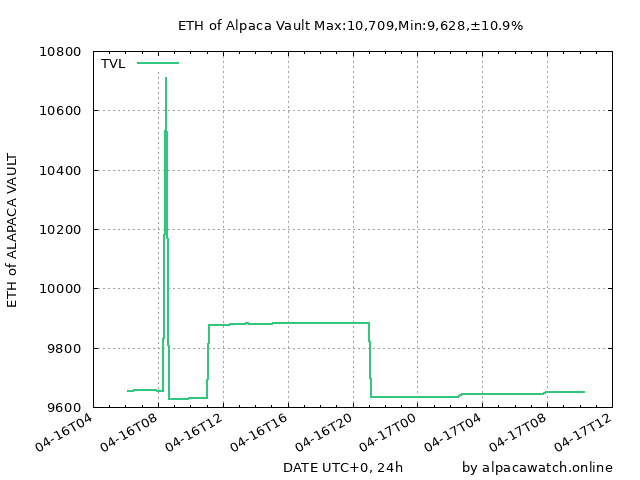 ETH of Alpaca Vault Max:10,709,Min:9,628,±10.9%
TVL
10800
10600
10400
10200
10000
9800
9600
ETH of ALAPACA VAULT
04-16T04
04-16T08
04-16T12
04-16T16
04-16T20
04-17T00
04-17T04
04-17T08
04-17T12
DATE UTC+0, 24h
by alpacawatch.online